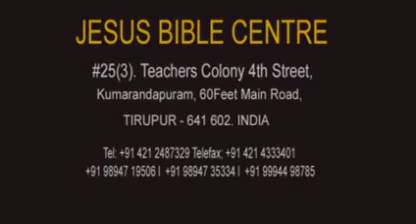 JESUS BIBLE CENTRE
#25(3). Teachers Colony 4th Street,
Kumarandapuram, 60Feet Main Road,
TIRUPUR - 641 602. INDIA
Tel: +91 421 2487329 Telefax; +91 421 4333401
+91 98947 19506 I +91 98947 35334 I +91 99944 98785